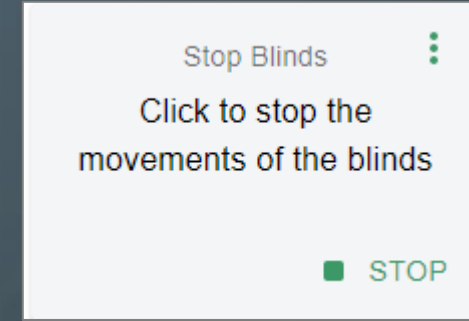 Stop Blinds
Click to stop the
movements of the blinds
STOP